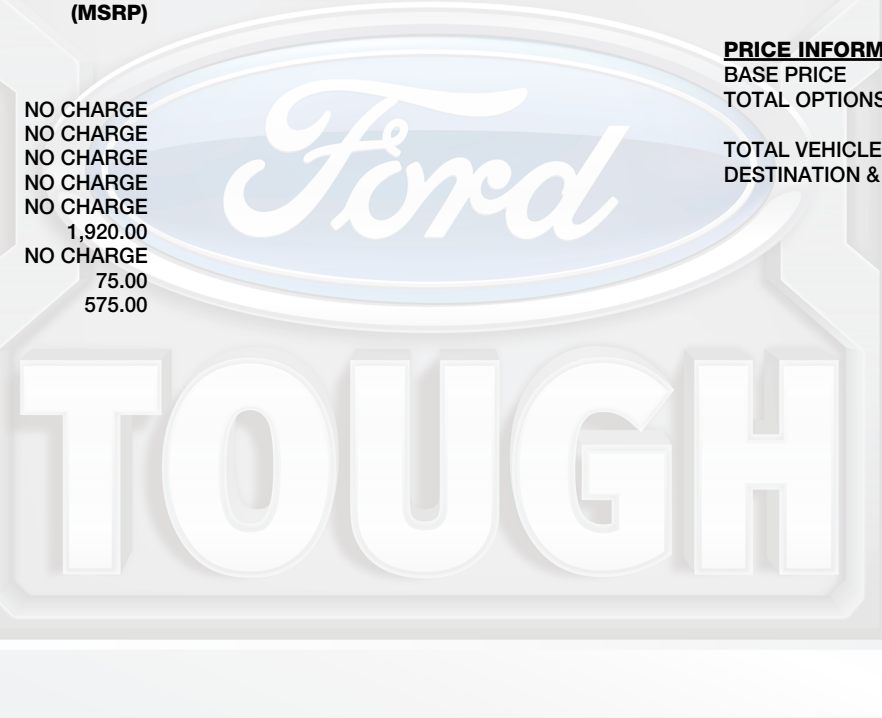 (MSRP)
NO CHARGE
NO CHARGE
NO CHARGE
NO CHARGE
NO CHARGE
1,920.00
NO CHARGE
75.00
575.00
PRICE INFORM
BASE PRICE
TOTAL OPTIONS
TOTAL VEHICLE
DESTINATION &
Ford
TOUGH